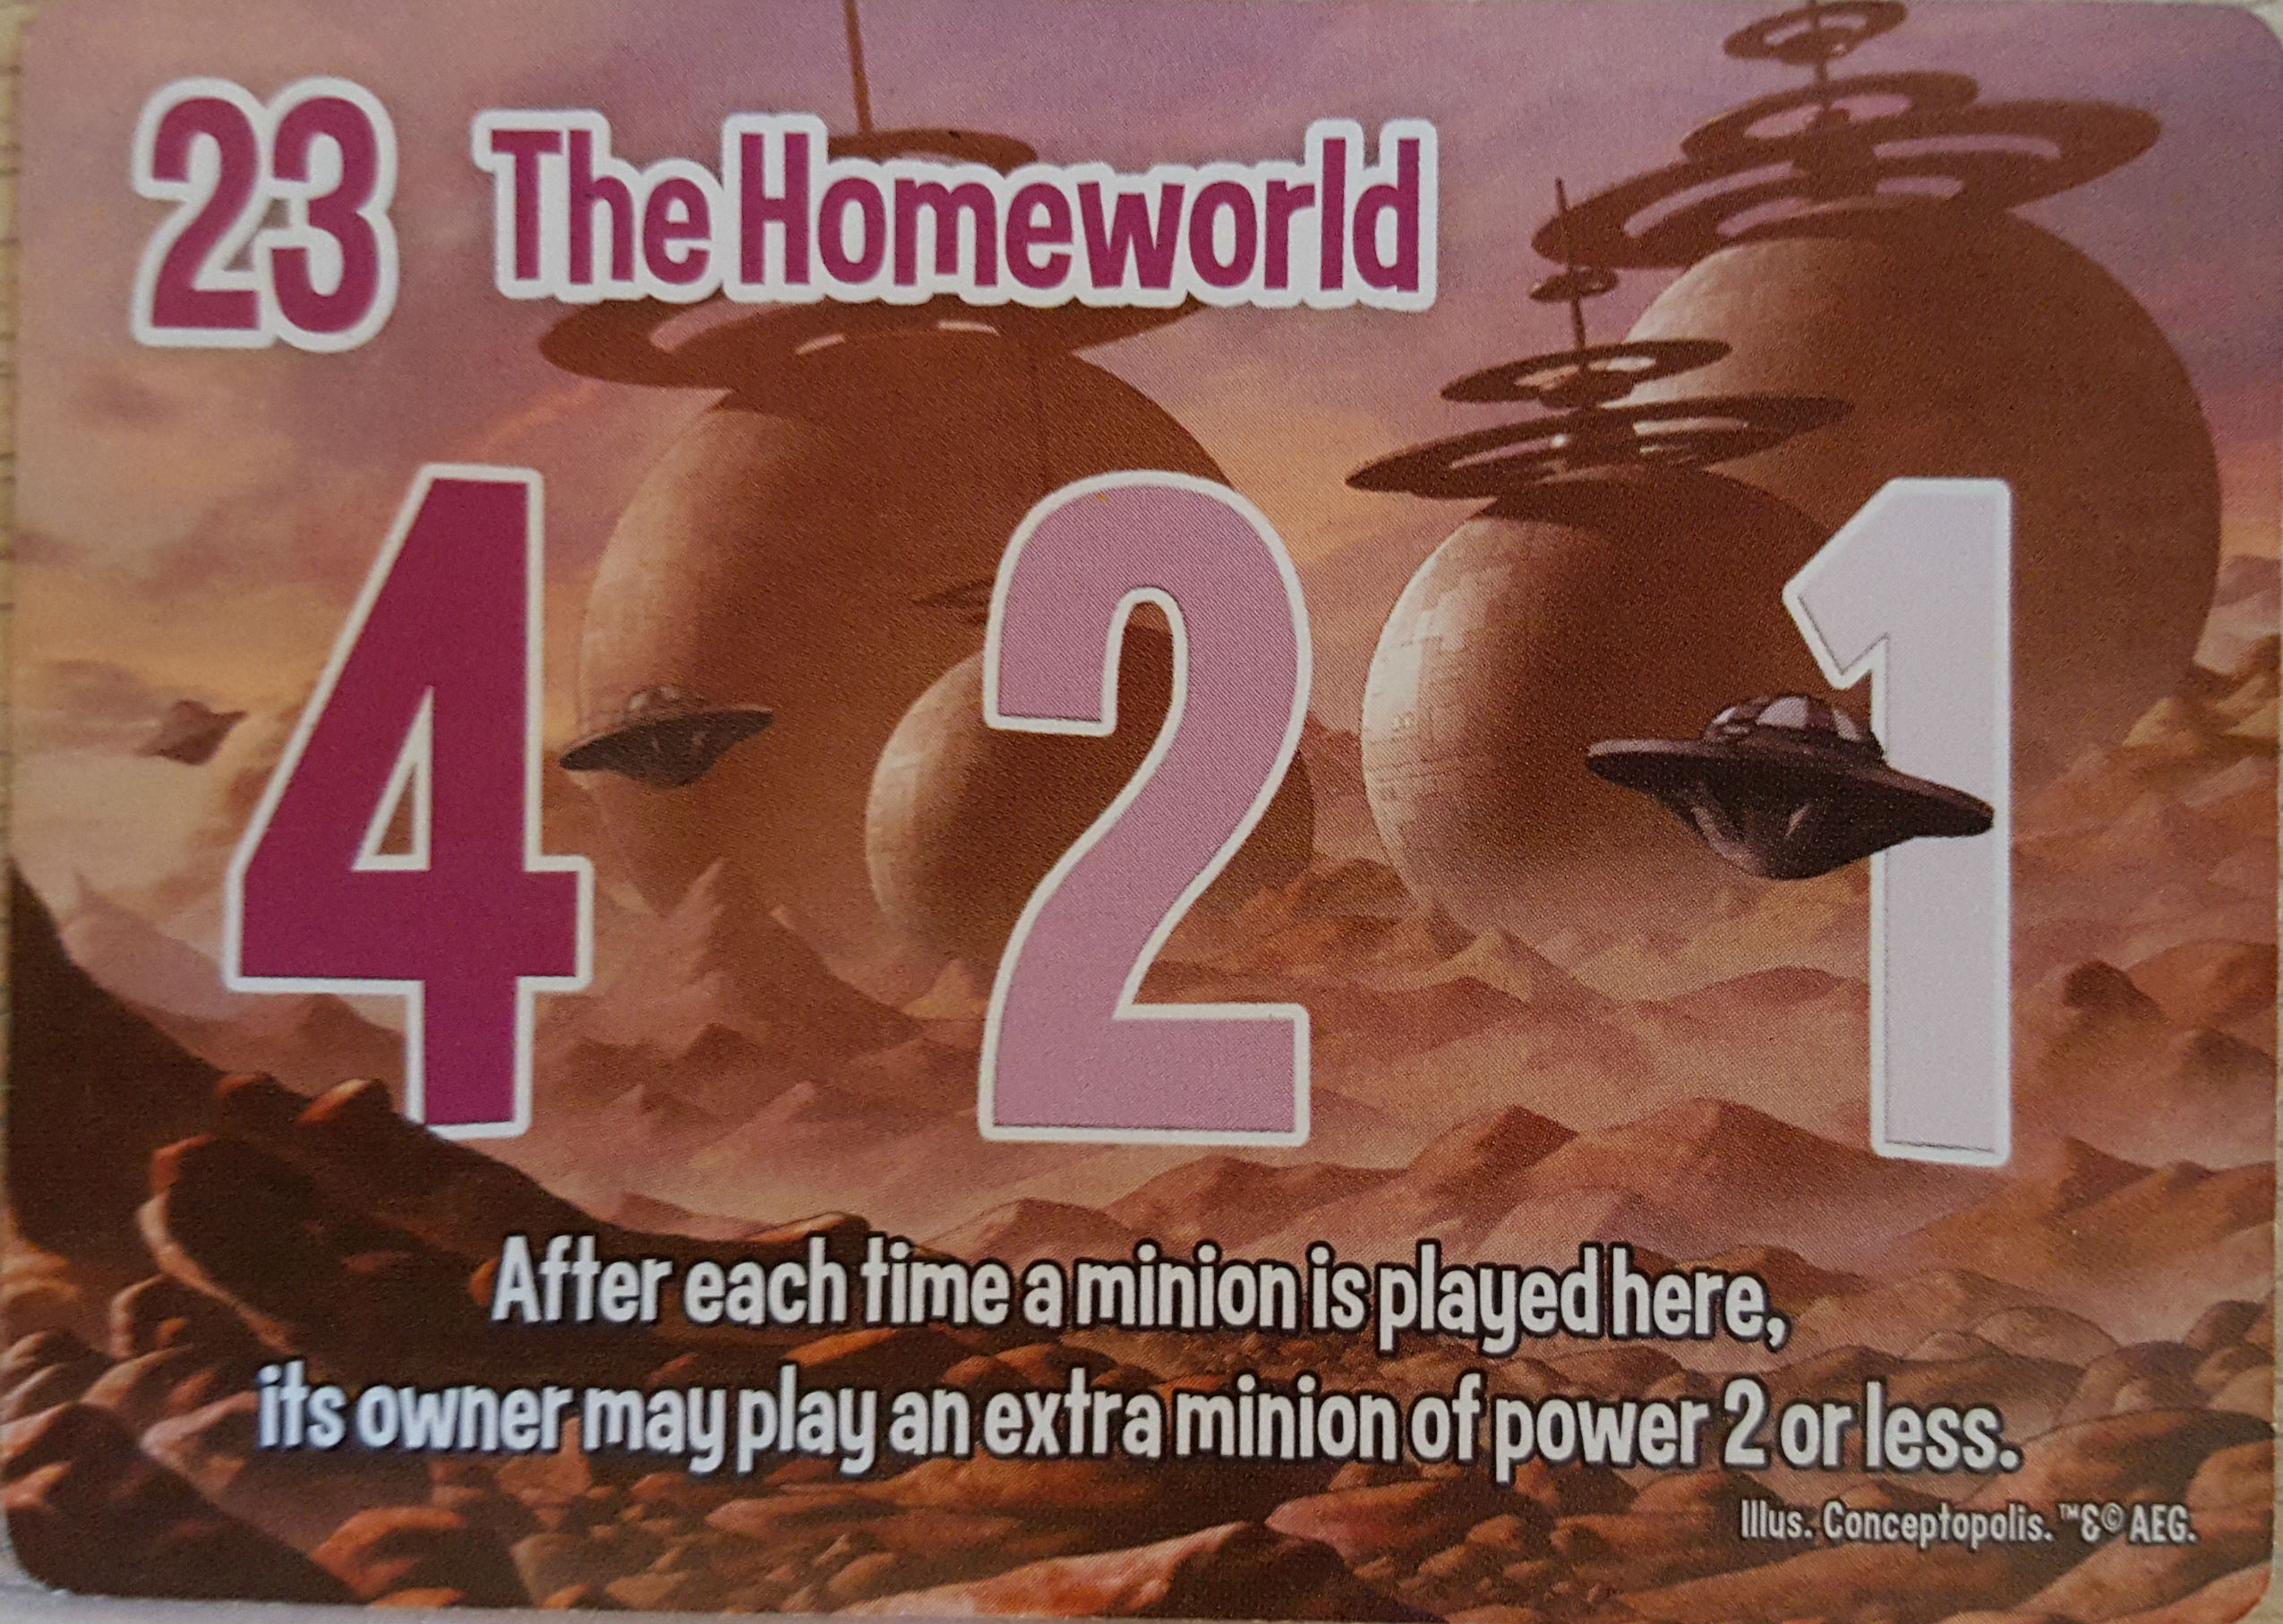 23 The Homeworld
4 2 1
After each time a minion is played here,
its owner may play an extra minion of power 2 or less.
Illus. Conceptopolis. ™&© AEG.